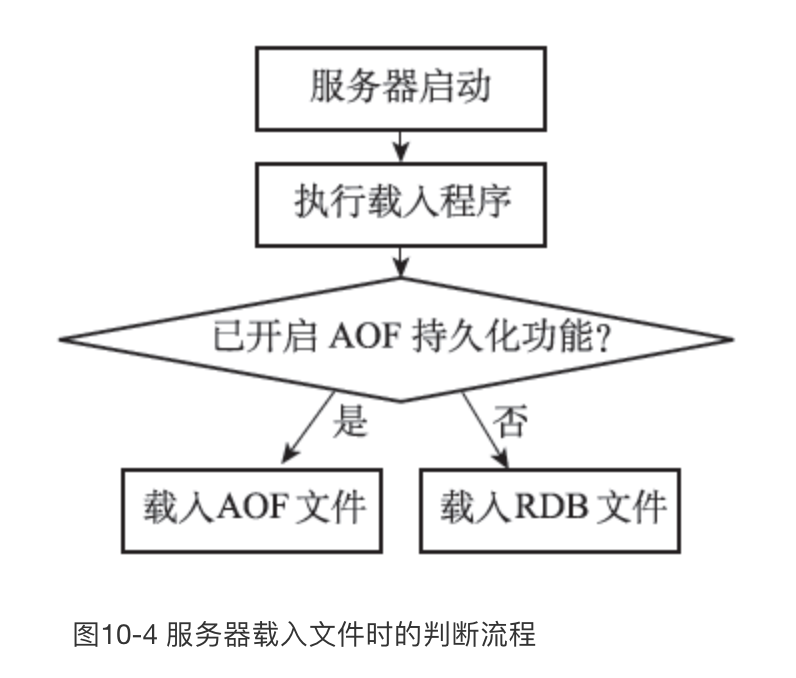 服务器启动
执行载入程序
已开启 AOF 持久化功能?
是
否
载入AOF 文件
载入RDB 文件
图10-4 服务器载入文件时的判断流程